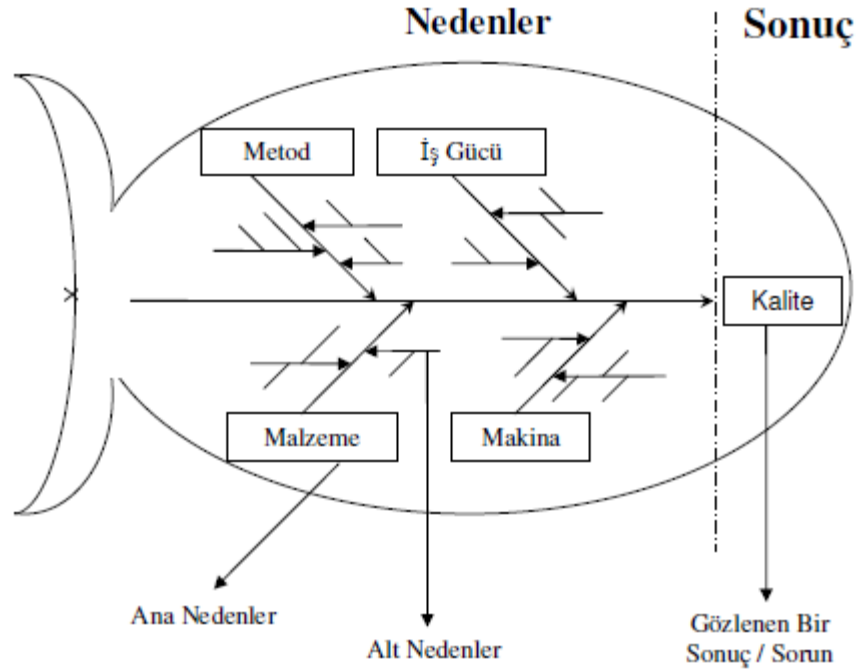 Nedenler
Sonuç
Metod
İş Gücü
Kalite
Malzeme
Makina
Ana Nedenler
Alt Nedenler
Gözlenen Bir
Sonuç / Sorun